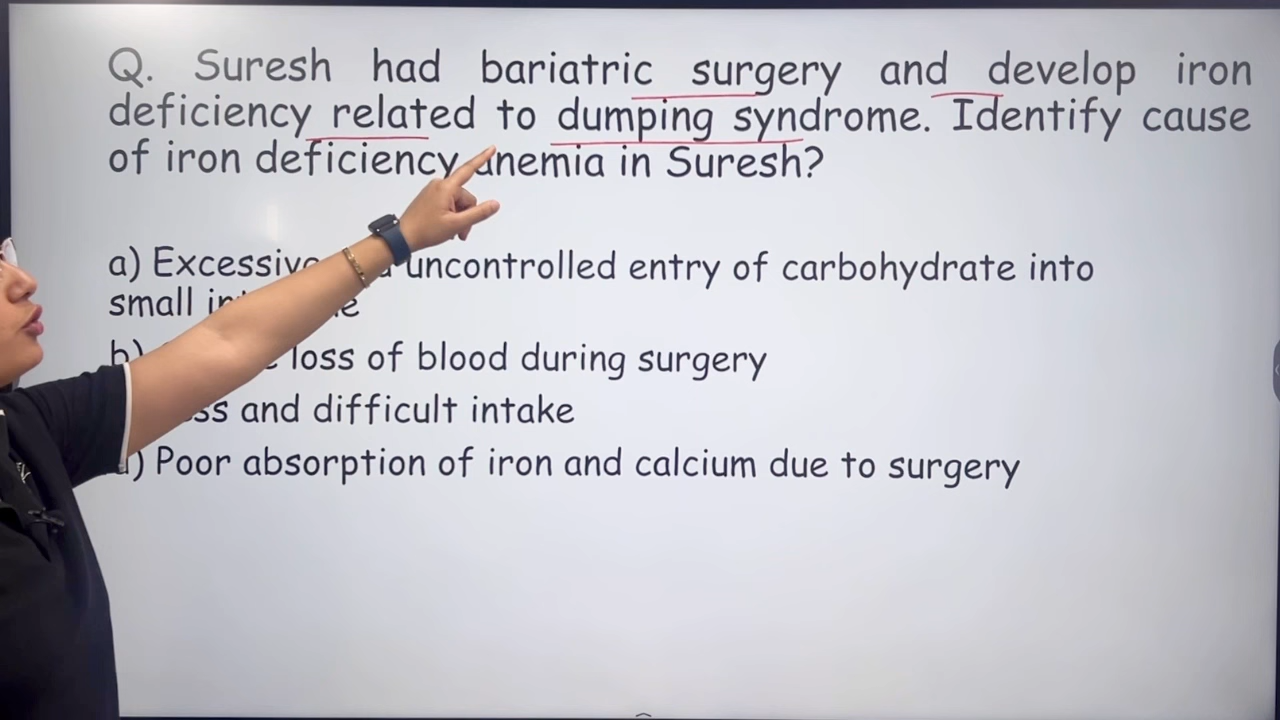 Q. Suresh had bariatric surgery and develop iron
deficiency related to dumping syndrome. Identify cause
of iron deficiency anemia in Suresh?
a) Excessive uncontrolled entry of carbohydrate into
small
b) loss of blood during surgery
and difficult intake
d) Poor absorption of iron and calcium due to surgery